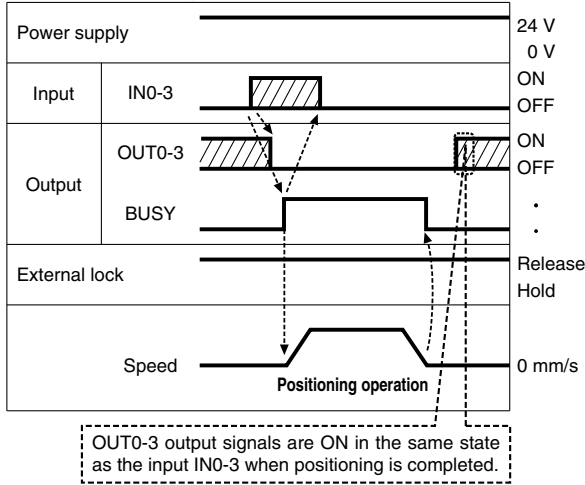 Power supply
24 V
0 V
Input
IN0-3
ON
OFF
Output
OUT0-3
ON
OFF
BUSY
External lock
Release
Hold
Speed
0 mm/s
Positioning operation
OUT0-3 output signals are ON in the same state
as the input IN0-3 when positioning is completed.